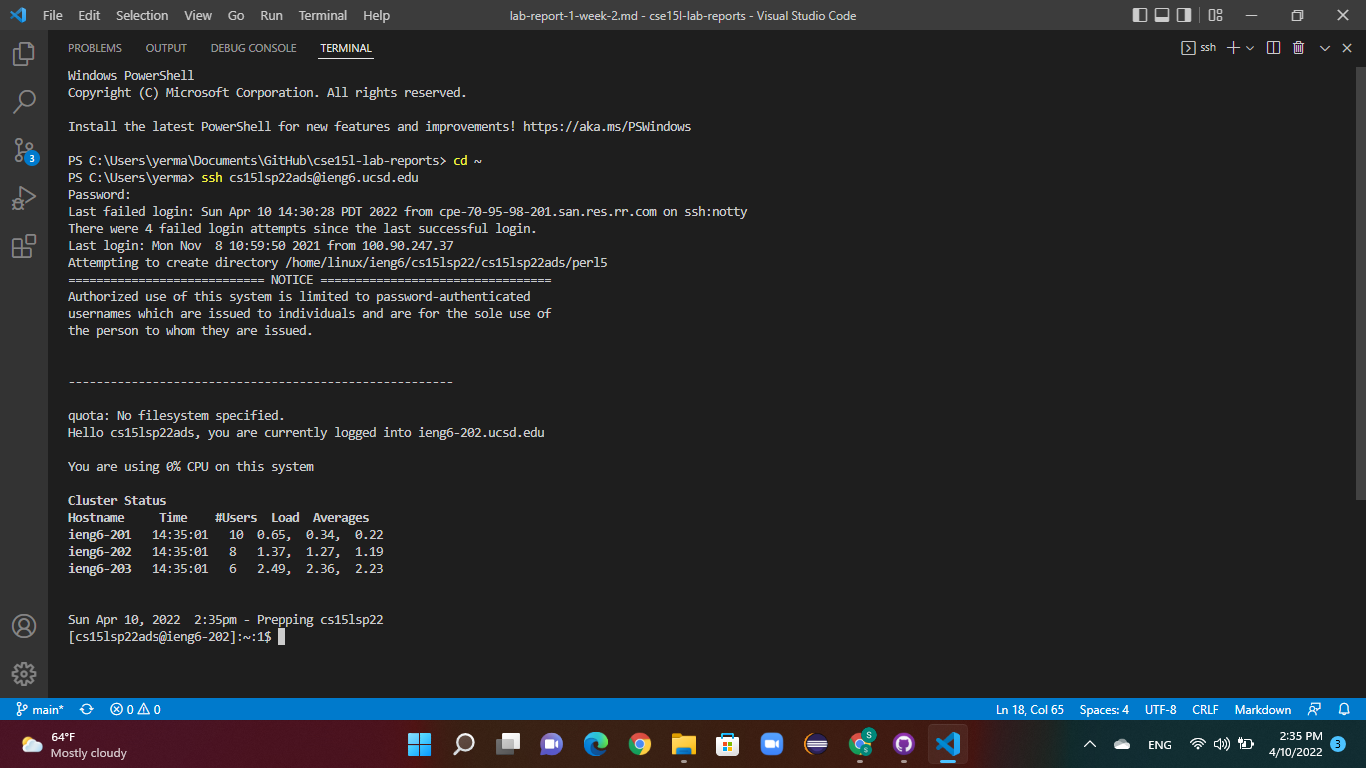 File Edit Selection View Go Run Terminal Help lab-report-1-week-2.md - cse15l-lab-reports - Visual Studio Code
PROBLEMS OUTPUT DEBUG CONSOLE TERMINAL ssh
Windows PowerShell
Copyright (C) Microsoft Corporation. All rights reserved.
Install the latest PowerShell for new features and improvements! https://aka.ms/PSWindows
PS C:\Users\yerma\Documents\GitHub\cse15l-lab-reports> cd ~
PS C:\Users\yerma> ssh cs15lsp22ads@ieng6.ucsd.edu
Password:
Last failed login: Sun Apr 10 14:30:28 PDT 2022 from cpe-70-95-98-201.san.res.rr.com on ssh:notty
There were 4 failed login attempts since the last successful login.
Last login: Mon Nov  8 10:59:50 2021 from 100.90.247.37
Attempting to create directory /home/linux/ieng6/cs15lsp22/cs15lsp22ads/perl5
============================ NOTICE =================================
Authorized use of this system is limited to password-authenticated
usernames which are issued to individuals and are for the sole use of
the person to whom they are issued.
-------------------------------------------------------
quota: No filesystem specified.
Hello cs15lsp22ads, you are currently logged into ieng6-202.ucsd.edu
You are using 0% CPU on this system
Cluster Status
Hostname     Time    #Users  Load  Averages
ieng6-201   14:35:01   10  0.65,  0.34,  0.22
ieng6-202   14:35:01   8   1.37,  1.27,  1.19
ieng6-203   14:35:01   6   2.49,  2.36,  2.23
Sun Apr 10, 2022  2:35pm - Prepping cs15lsp22
[cs15lsp22ads@ieng6-202]:~:1$
3
main* 0 0 Ln 18, Col 65 Spaces: 4 UTF-8 CRLF Markdown
64°F
Mostly cloudy
S
ENG
2:35 PM
4/10/2022
3